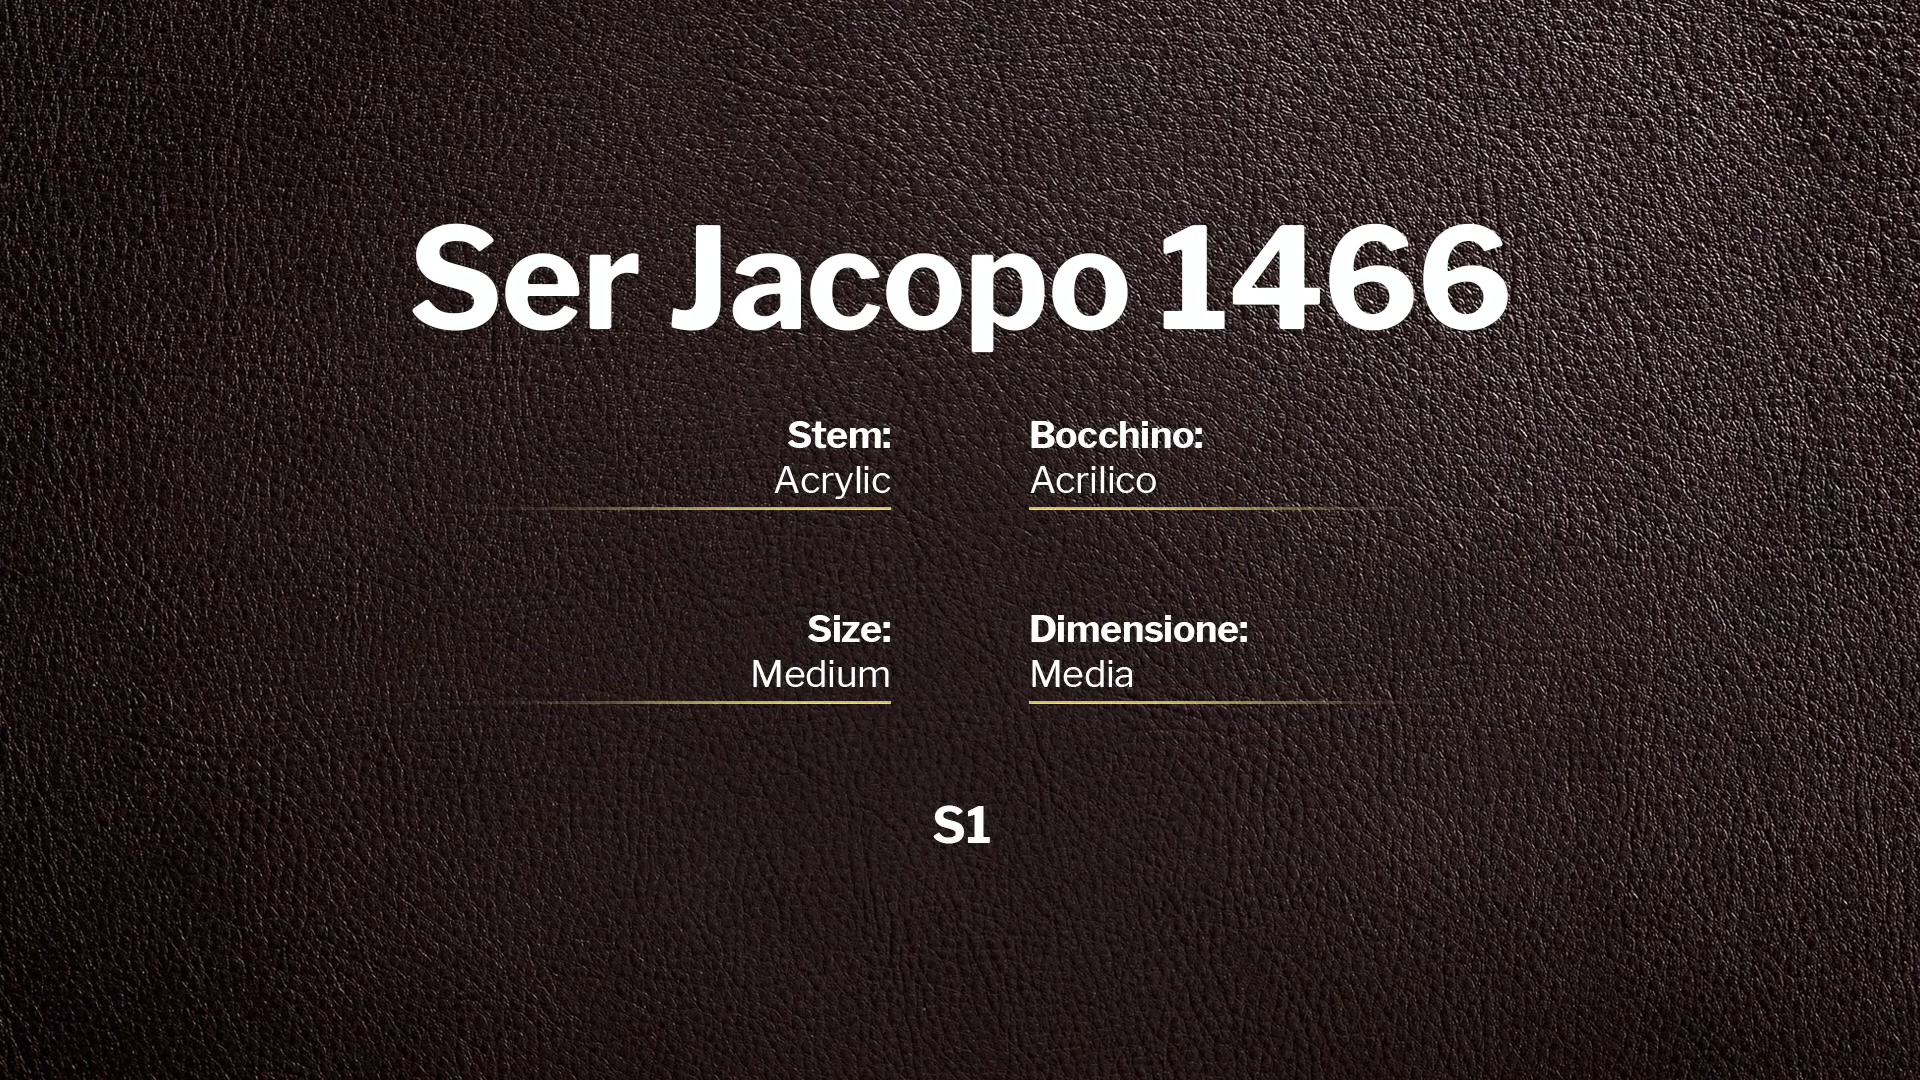 Ser Jacopo 1466
Stem:
Acrylic
Bocchino:
Acrilico
Size:
Medium
Dimensione:
Media
S1